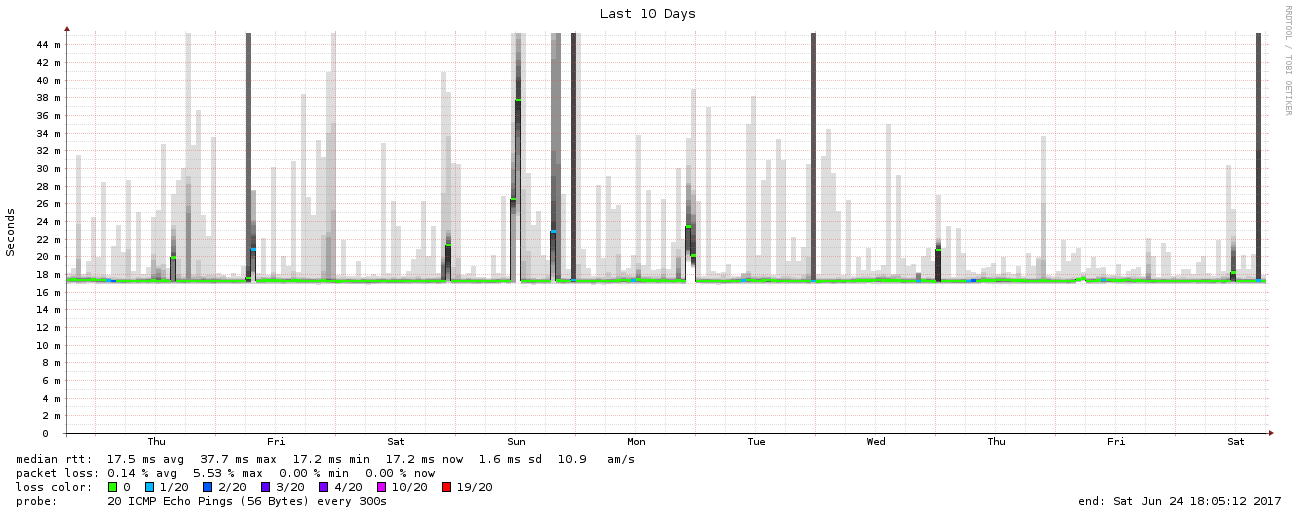 Last 10 Days
RRDTOOL / TOBI OETIKER
Seconds
44 m
42 m
40 m
38 m
36 m
34 m
32 m
30 m
28 m
26 m
24 m
22 m
20 m
18 m
16 m
14 m
12 m
10 m
8 m
6 m
4 m
2 m
0
Thu Fri Sat Sun Mon Tue Wed Thu Fri Sat
median rtt: 17.5 ms avg 37.7 ms max 17.2 ms min 17.2 ms now 1.6 ms sd 10.9 am/s
packet loss: 0.14 % avg 5.53 % max 0.00 % min 0.00 % now
loss color: 0 1/20 2/20 3/20 4/20 10/20 19/20
probe: 20 ICMP Echo Pings (56 Bytes) every 300s end: Sat Jun 24 18:05:12 2017